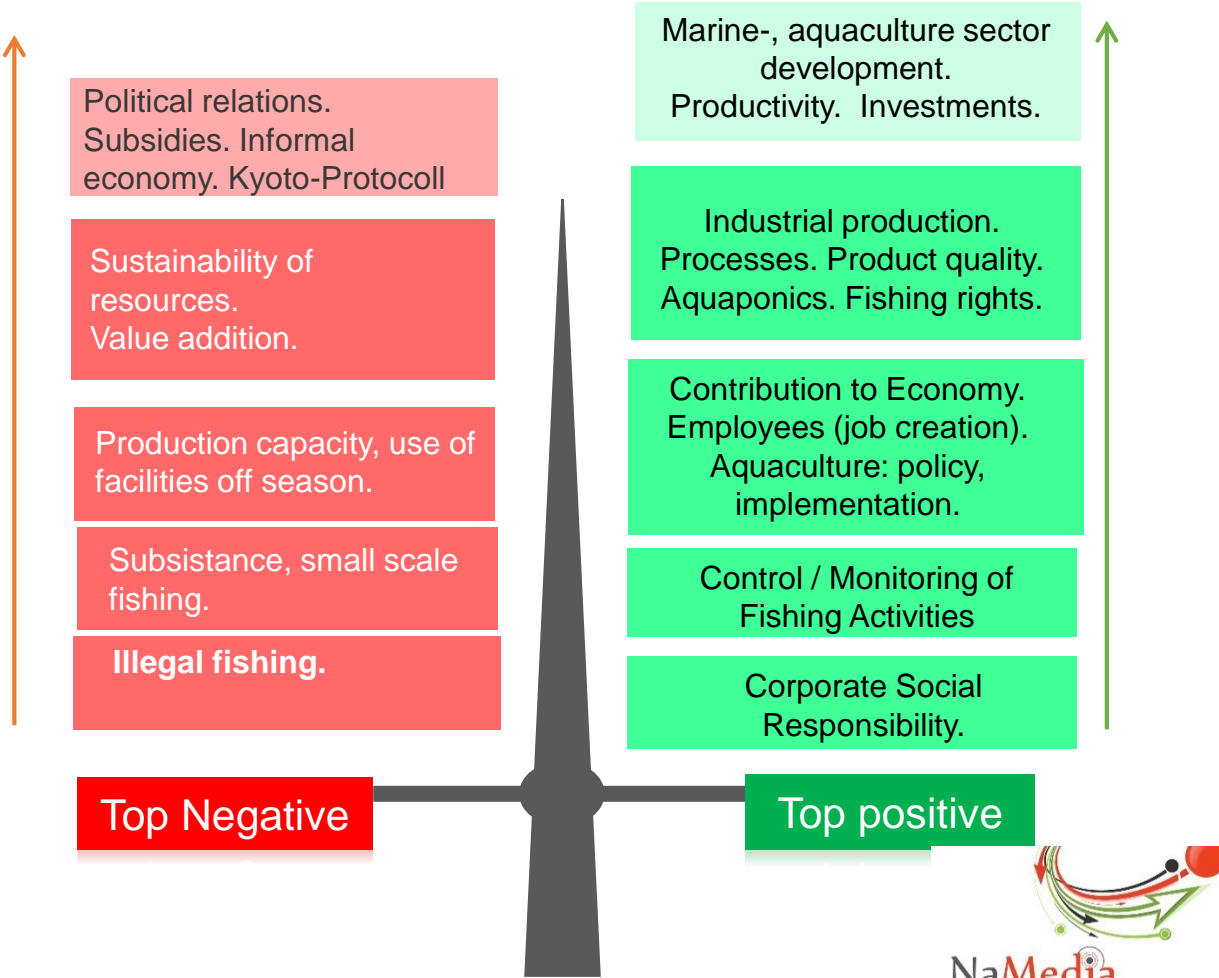 Political relations.
Subsidies. Informal
economy. Kyoto-Protocoll
Sustainability of
resources.
Value addition.
Production capacity, use of
facilities off season.
Subsistance, small scale
fishing.
Illegal fishing.
Top Negative
Marine-, aquaculture sector
development.
Productivity. Investments.
Industrial production.
Processes. Product quality.
Aquaponics. Fishing rights.
Contribution to Economy.
Employees (job creation).
Aquaculture: policy,
implementation.
Control / Monitoring of
Fishing Activities
Corporate Social
Responsibility.
Top positive
NaMedia